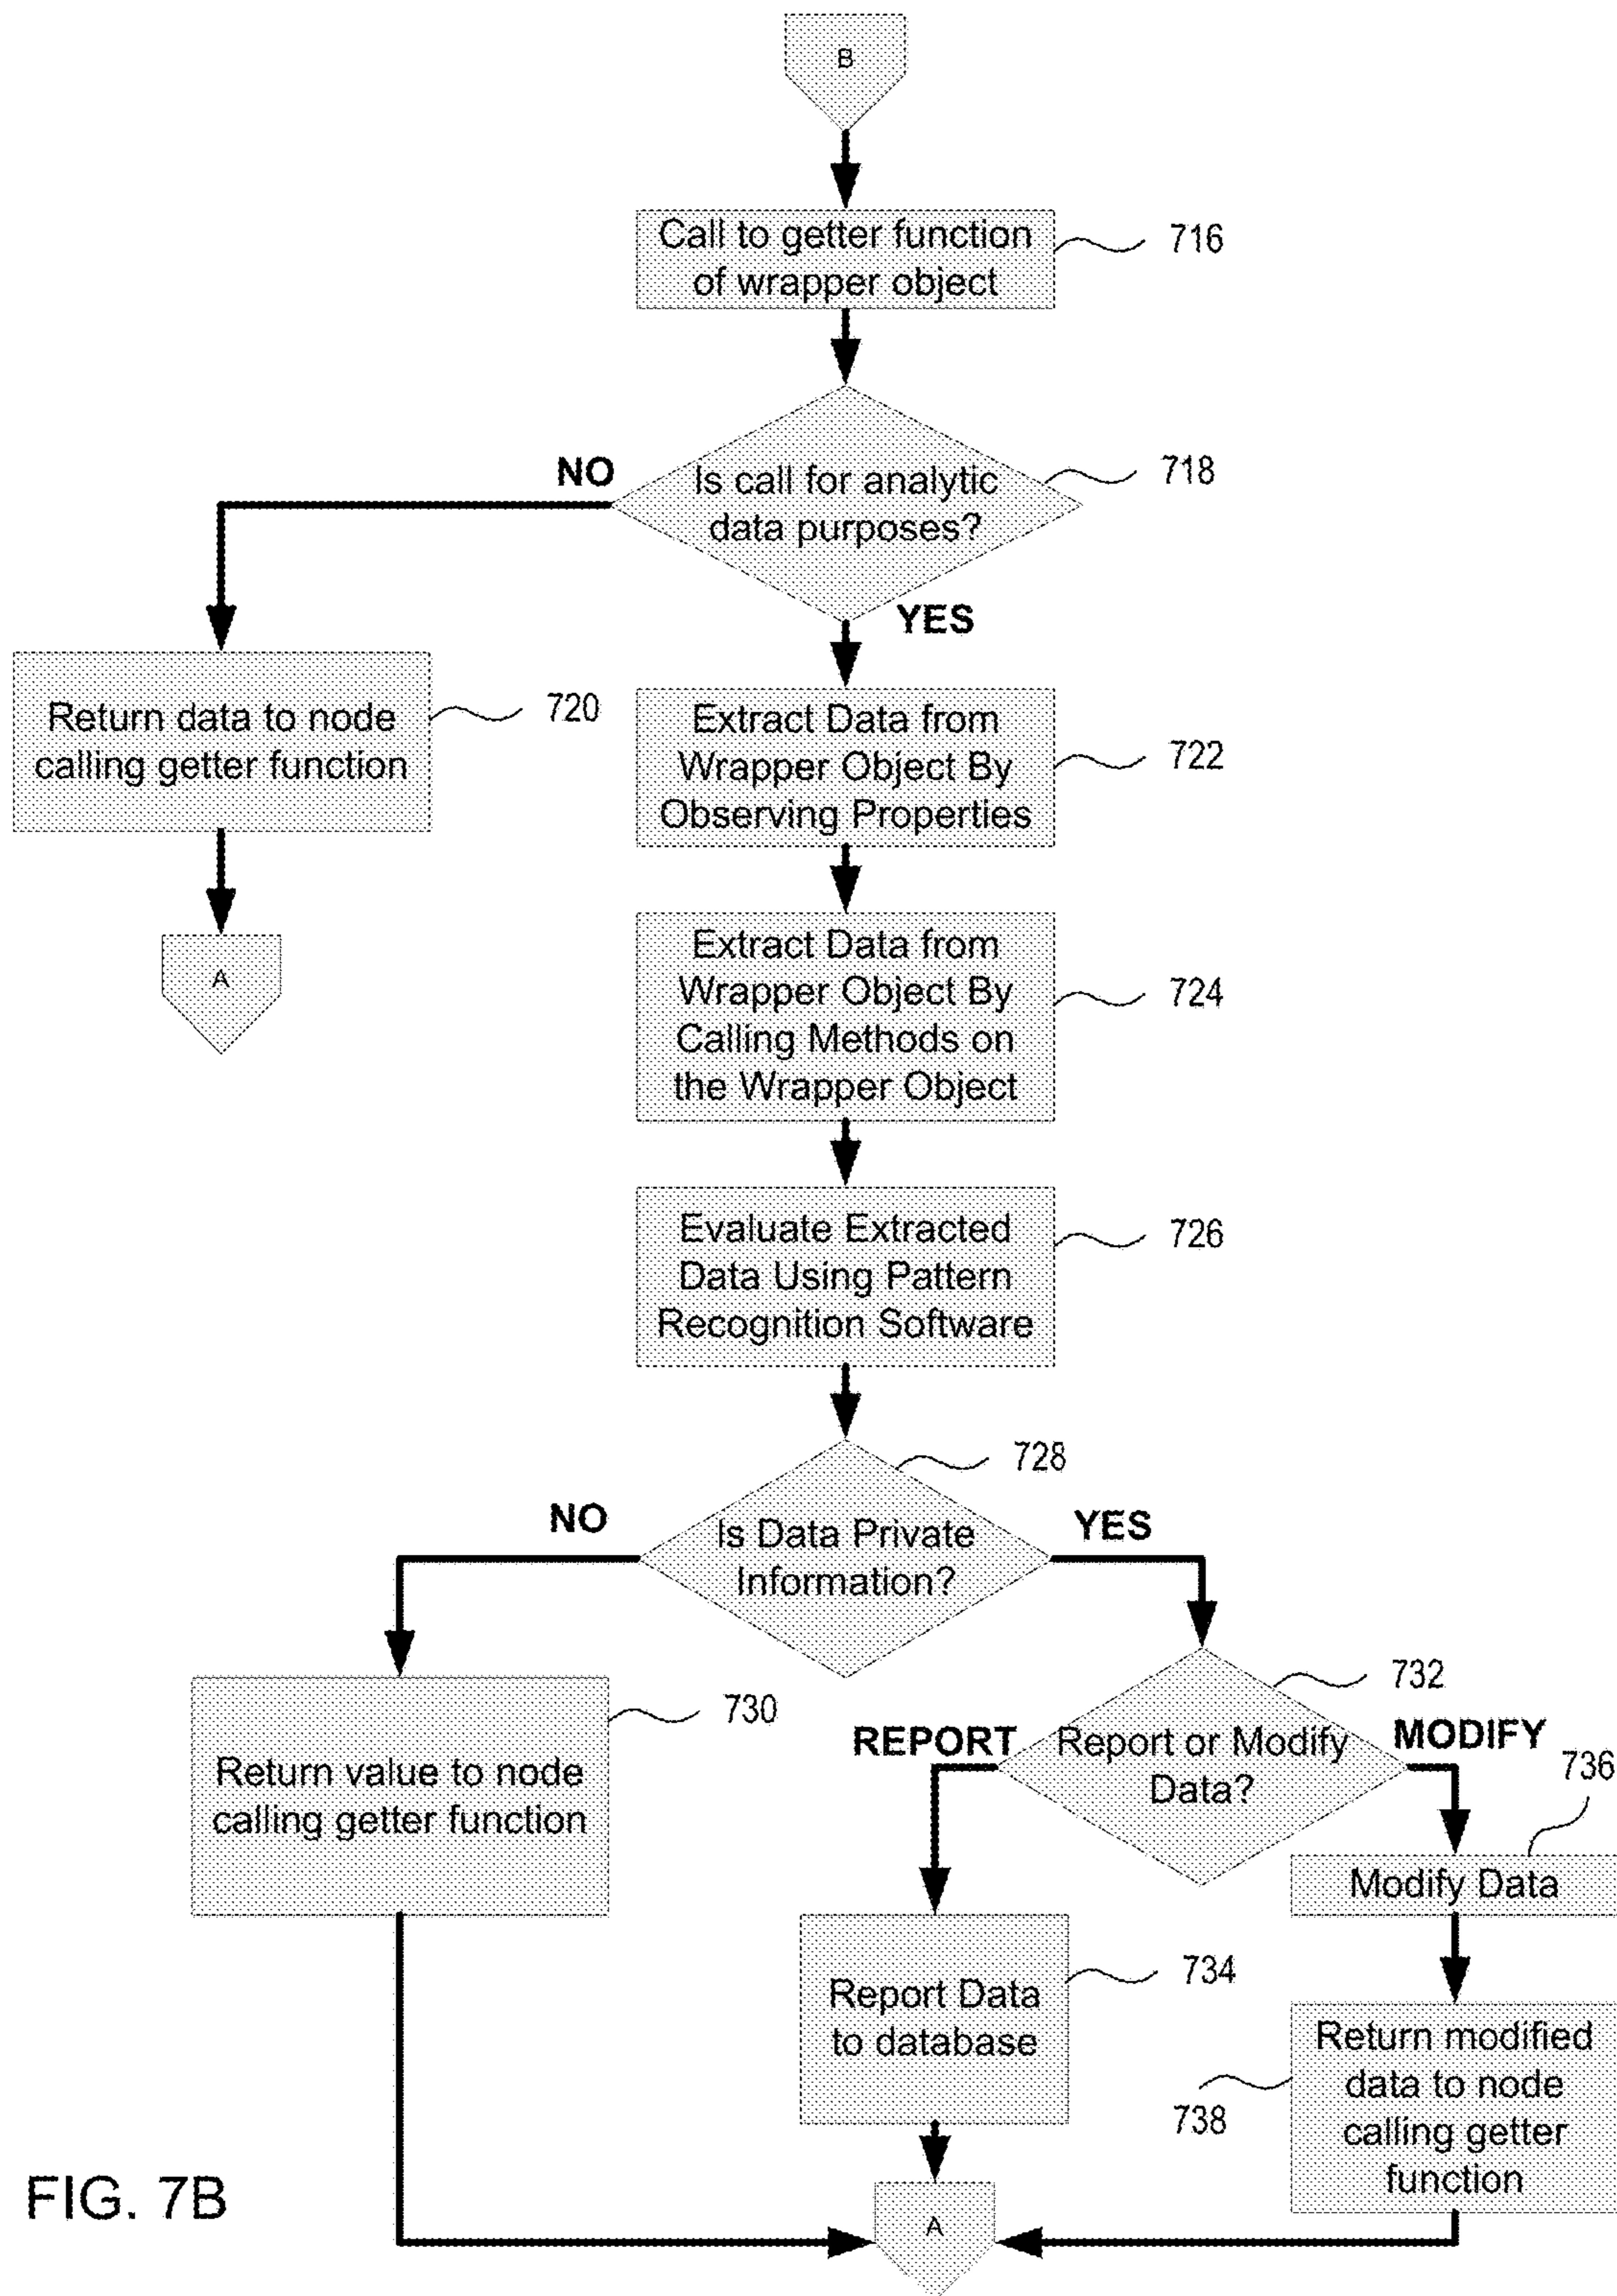 B
Call to getter function
of wrapper object
716
Is call for analytic
data purposes?
718
NO
YES
Return data to node
calling getter function
720
A
Extract Data from
Wrapper Object By
Observing Properties
722
Extract Data from
Wrapper Object By
Calling Methods on
the Wrapper Object
724
Evaluate Extracted
Data Using Pattern
Recognition Software
726
Is Data Private
Information?
728
NO
YES
Return value to node
calling getter function
730
Report or Modify
Data?
732
REPORT
MODIFY
Report Data
to database
734
Modify Data
736
Return modified
data to node
calling getter
function
738
A
FIG. 7B